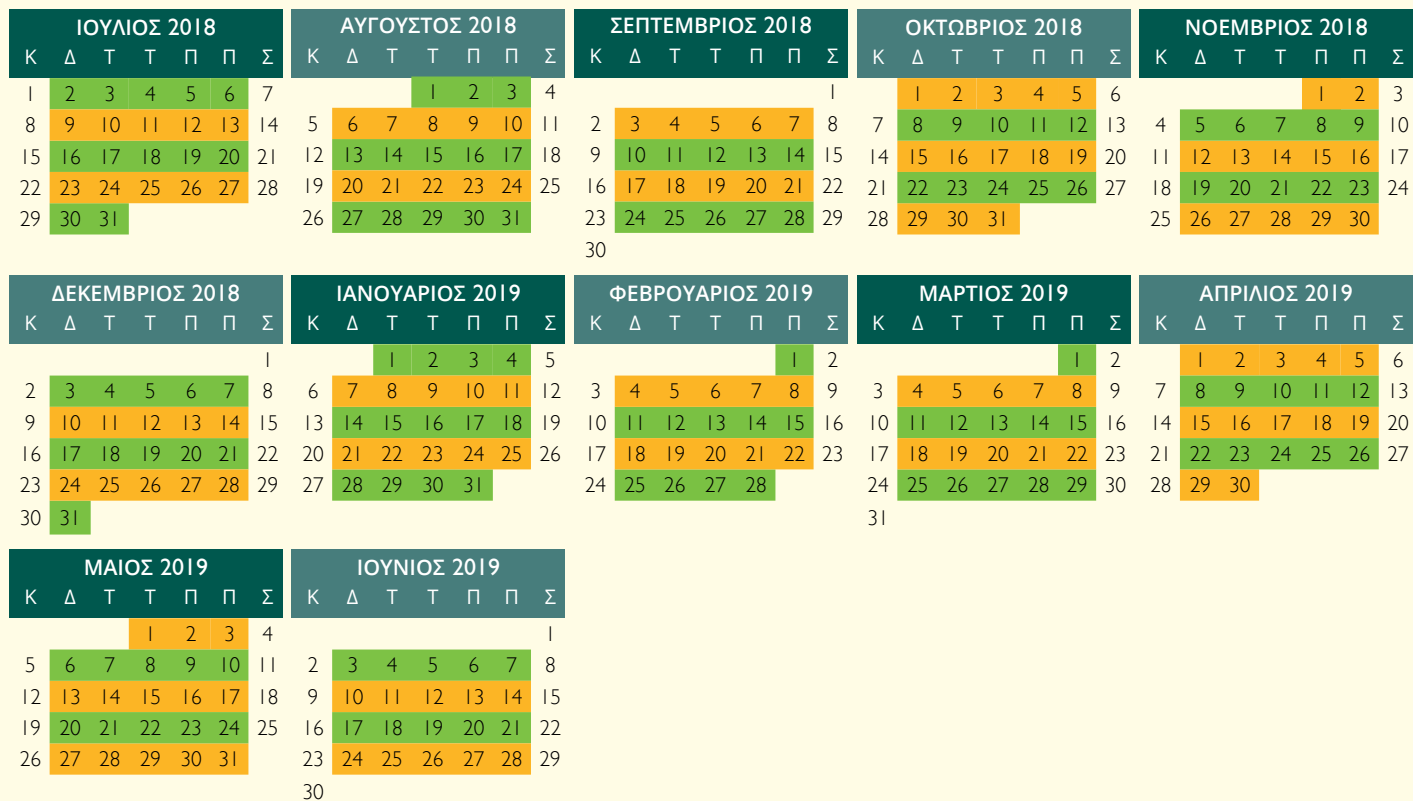 ΙΟΥΛΙΟΣ 2018
Κ Δ Τ Τ Π Π Σ
1 2 3 4 5 6 7
8 9 10 11 12 13 14
15 16 17 18 19 20 21
22 23 24 25 26 27 28
29 30 31
ΑΥΓΟΥΣΤΟΣ 2018
Κ Δ Τ Τ Π Π Σ
1 2 3 4
5 6 7 8 9 10 11
12 13 14 15 16 17 18
19 20 21 22 23 24 25
26 27 28 29 30 31
ΣΕΠΤΕΜΒΡΙΟΣ 2018
Κ Δ Τ Τ Π Π Σ
1
2 3 4 5 6 7 8
9 10 11 12 13 14 15
16 17 18 19 20 21 22
23 24 25 26 27 28 29
30
ΟΚΤΩΒΡΙΟΣ 2018
Κ Δ Τ Τ Π Π Σ
1 2 3 4 5 6
7 8 9 10 11 12 13
14 15 16 17 18 19 20
21 22 23 24 25 26 27
28 29 30 31
ΝΟΕΜΒΡΙΟΣ 2018
Κ Δ Τ Τ Π Π Σ
1 2 3
4 5 6 7 8 9 10
11 12 13 14 15 16 17
18 19 20 21 22 23 24
25 26 27 28 29 30
ΔΕΚΕΜΒΡΙΟΣ 2018
Κ Δ Τ Τ Π Π Σ
1
2 3 4 5 6 7 8
9 10 11 12 13 14 15
16 17 18 19 20 21 22
23 24 25 26 27 28 29
30 31
ΙΑΝΟΥΑΡΙΟΣ 2019
Κ Δ Τ Τ Π Π Σ
1 2 3 4 5
6 7 8 9 10 11 12
13 14 15 16 17 18 19
20 21 22 23 24 25 26
27 28 29 30 31
ΦΕΒΡΟΥΑΡΙΟΣ 2019
Κ Δ Τ Τ Π Π Σ
1 2
3 4 5 6 7 8 9
10 11 12 13 14 15 16
17 18 19 20 21 22 23
24 25 26 27 28
ΜΑΡΤΙΟΣ 2019
Κ Δ Τ Τ Π Π Σ
1 2
3 4 5 6 7 8 9
10 11 12 13 14 15 16
17 18 19 20 21 22 23
24 25 26 27 28 29 30
31
ΑΠΡΙΛΙΟΣ 2019
Κ Δ Τ Τ Π Π Σ
1 2 3 4 5 6
7 8 9 10 11 12 13
14 15 16 17 18 19 20
21 22 23 24 25 26 27
28 29 30
ΜΑΙΟΣ 2019
Κ Δ Τ Τ Π Π Σ
1 2 3 4
5 6 7 8 9 10 11
12 13 14 15 16 17 18
19 20 21 22 23 24 25
26 27 28 29 30 31
ΙΟΥΝΙΟΣ 2019
Κ Δ Τ Τ Π Π Σ
1
2 3 4 5 6 7 8
9 10 11 12 13 14 15
16 17 18 19 20 21 22
23 24 25 26 27 28 29
30